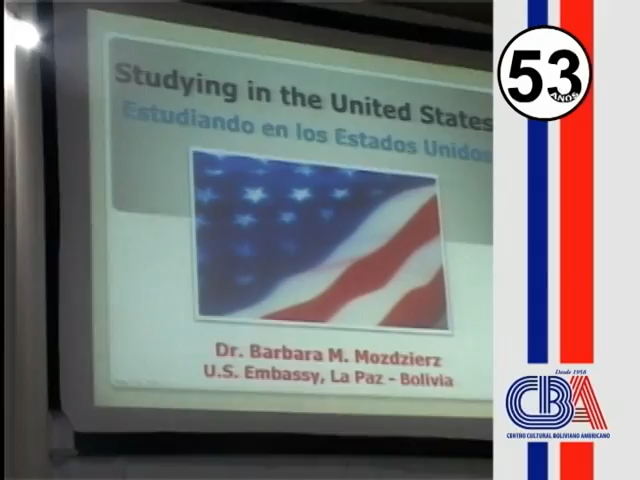 Studying in the United States
Estudiando en los Estados Unidos
Dr. Barbara M. Mozdzierz
U.S. Embassy, La Paz - Bolivia
53
AÑOS
Desde 1958
CBA
CENTRO CULTURAL BOLIVIANO AMERICANO